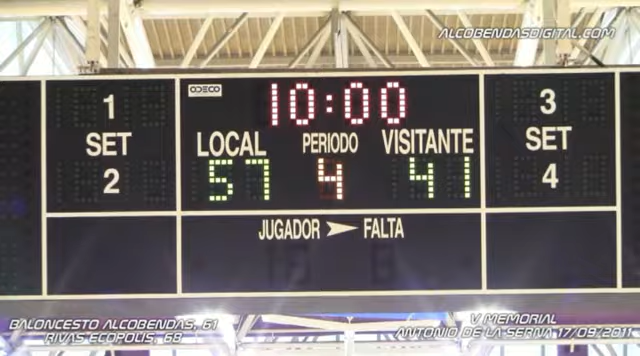 ALCOBENDASDIGITAL.COM
ODECO
10:00
1
SET
2
LOCAL PERIODO VISITANTE
57 4 41
3
SET
4
JUGADOR FALTA
BALONCESTO ALCOBENDAS, 61
RIVAS ECOPOLIS, 68
V MEMORIAL
ANTONIO DE LA SERNA 17/09/2011